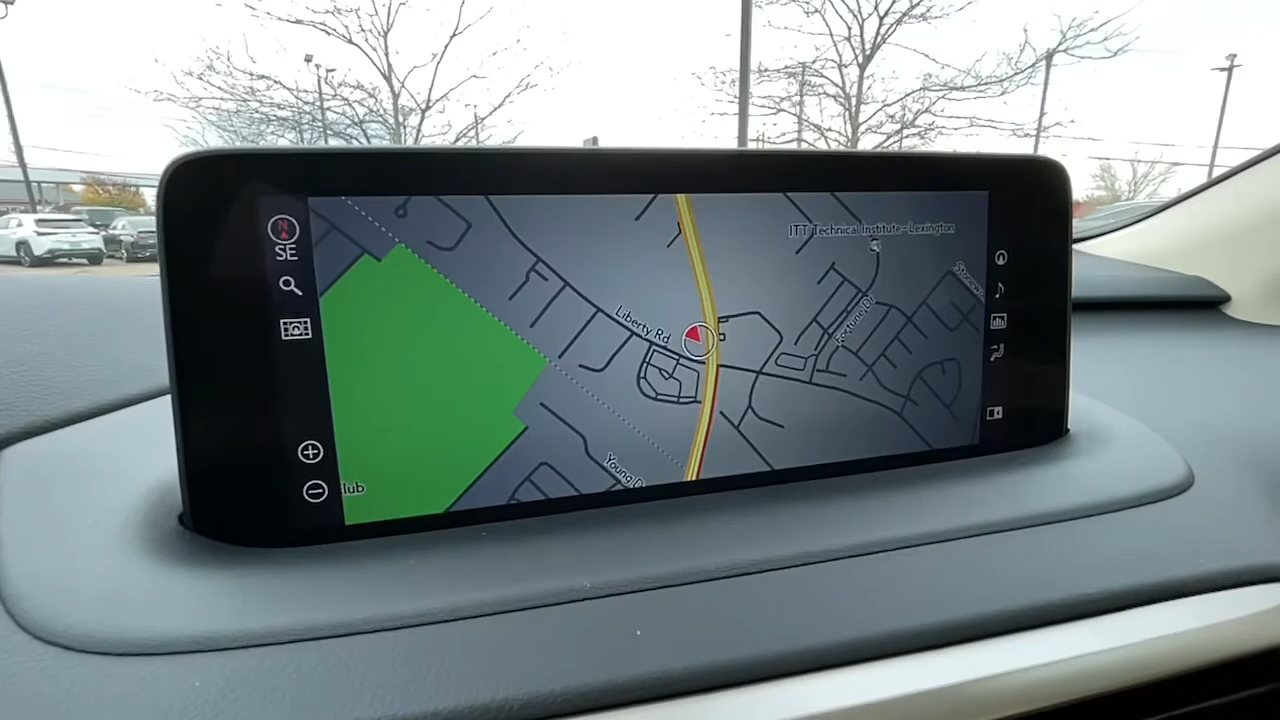 N
SE
ITT Technical Institute-Lexington
Liberty Rd
Fortune Dr
Young D
lub